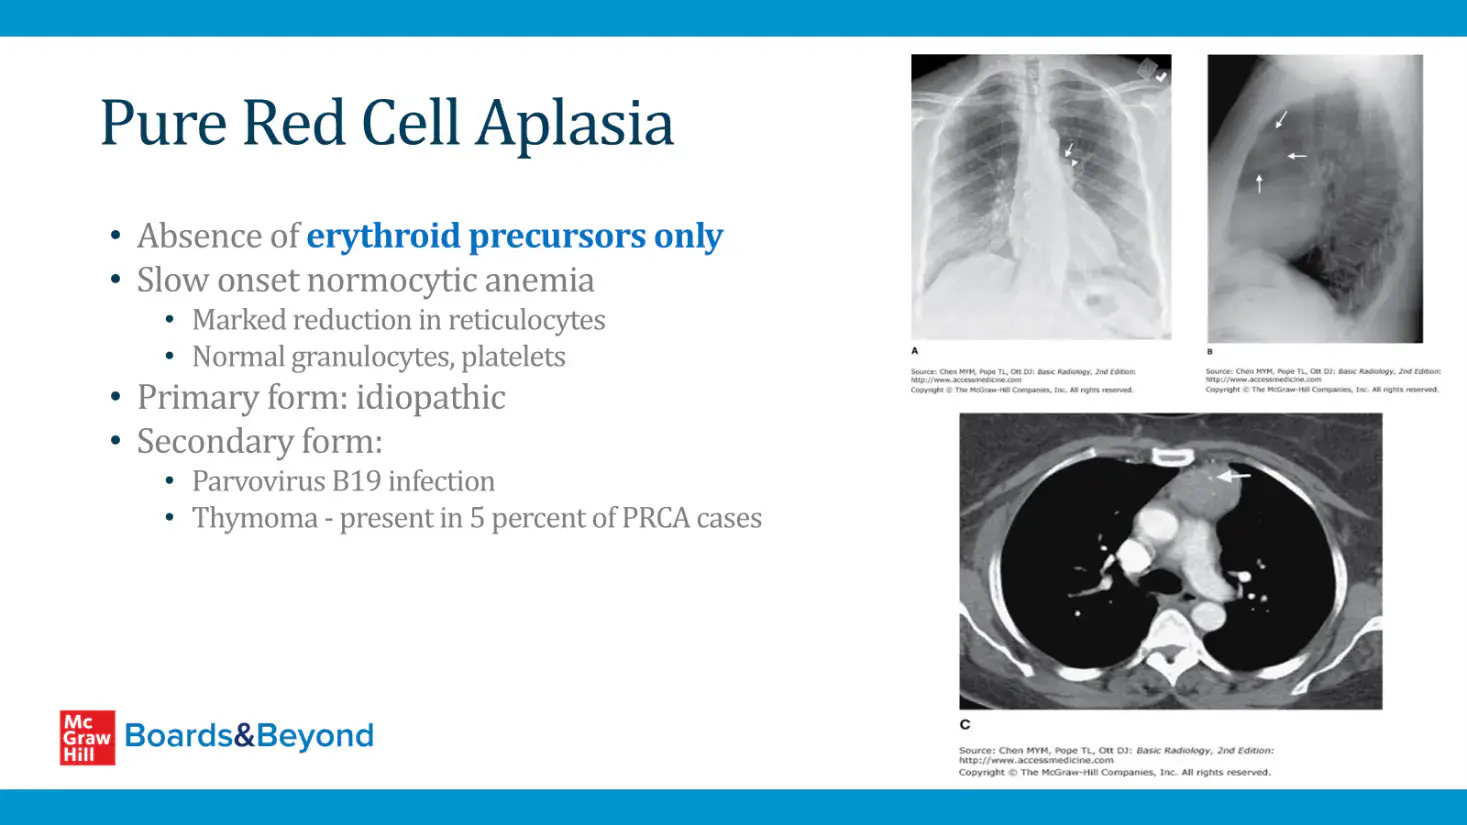 Pure Red Cell Aplasia
• Absence of erythroid precursors only
• Slow onset normocytic anemia
• Marked reduction in reticulocytes
• Normal granulocytes, platelets
• Primary form: idiopathic
• Secondary form:
• Parvovirus B19 infection
• Thymoma - present in 5 percent of PRCA cases
A
Source: Chen MYM, Pope TL, Ott DJ: Basic Radiology, 2nd Edition:
http://www.accessmedicine.com
Copyright © The McGraw-Hill Companies, Inc. All rights reserved.
B
Source: Chen MYM, Pope TL, Ott DJ: Basic Radiology, 2nd Edition:
http://www.accessmedicine.com
Copyright © The McGraw-Hill Companies, Inc. All rights reserved.
C
Source: Chen MYM, Pope TL, Ott DJ: Basic Radiology, 2nd Edition:
http://www.accessmedicine.com
Copyright © The McGraw-Hill Companies, Inc. All rights reserved.
Mc
Graw
Hill
Boards&Beyond